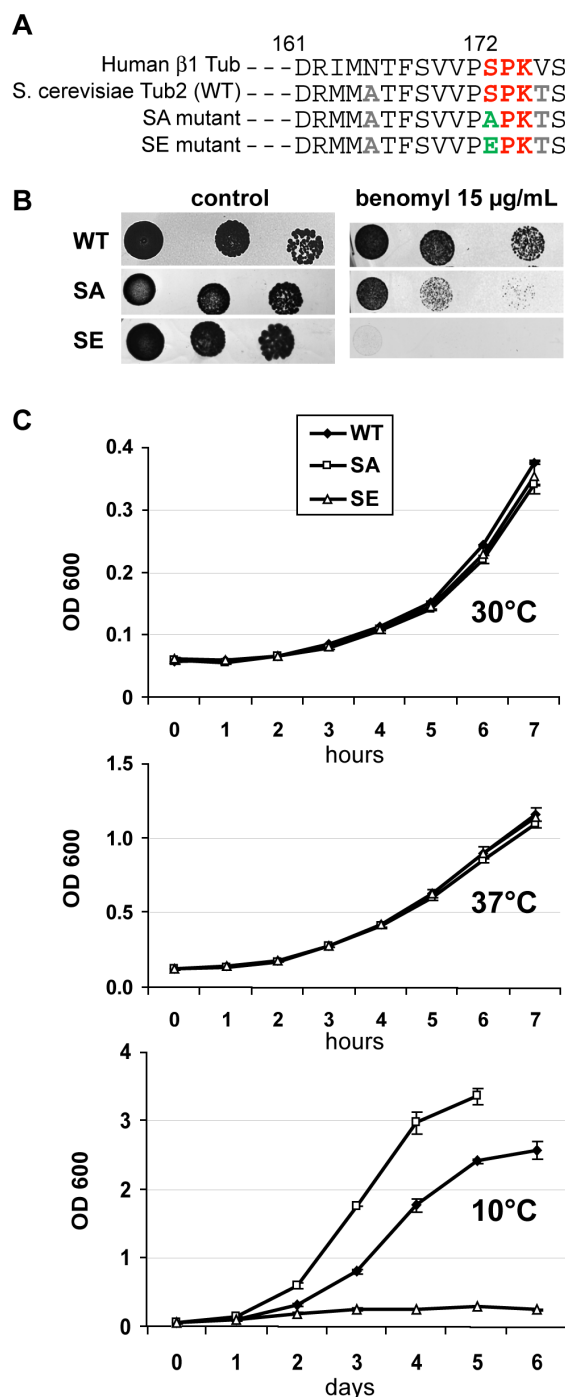 A
161 172
Human β1 Tub ---DRIMNTFSVVPSPKVS
S. cerevisiae Tub2 (WT) ---DRMMATFSVVPSPKTS
SA mutant ---DRMMATFSVVPAPKTS
SE mutant ---DRMMATFSVVPEPKTS
B
control benomyl 15 µg/mL
WT
SA
SE
C
WT
SA
SE
0.4
0.3
0.2
0.1
0
OD 600
30°C
0 1 2 3 4 5 6 7
hours
1.5
1.0
0.5
0.0
OD 600
37°C
0 1 2 3 4 5 6 7
hours
4
3
2
1
0
OD 600
10°C
0 1 2 3 4 5 6
days